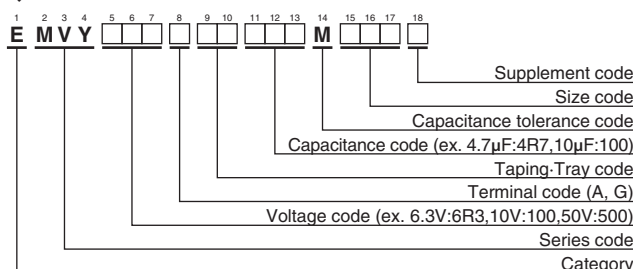 1 2 3 4 5 6 7 8 9 10 11 12 13 14 15 16 17 18
E M V Y □□□ □ □□ □□□ M □□□ □
Supplement code
Size code
Capacitance tolerance code
Capacitance code (ex. 4.7μF:4R7,10μF:100)
Taping·Tray code
Terminal code (A, G)
Voltage code (ex. 6.3V:6R3,10V:100,50V:500)
Series code
Category